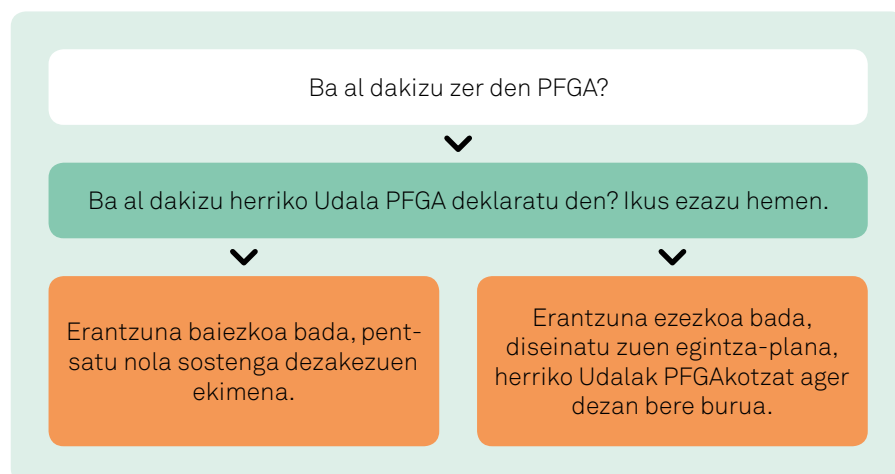 Ba al dakizu zer den PFGA?
Ba al dakizu herriko Udala PFGA deklaratu den? Ikus ezazu hemen.
Erantzuna baiezkoa bada, pent-
satu nola sostenga dezakezuen
ekimena.
Erantzuna ezezkoa bada,
diseinatu zuen egintza-plana,
herriko Udalak PFGAkotzat ager
dezan bere burua.